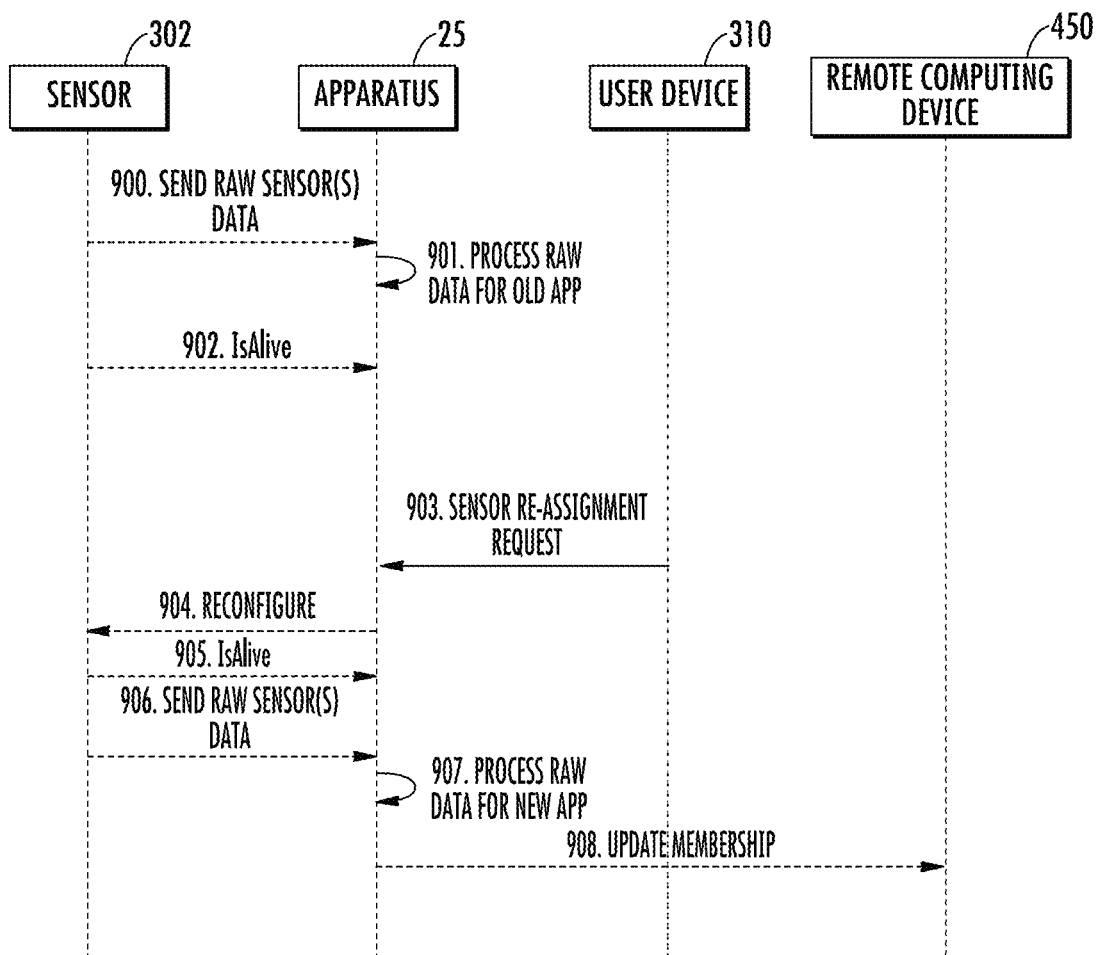 302
25
310
450
SENSOR
APPARATUS
USER DEVICE
REMOTE COMPUTING
DEVICE
900. SEND RAW SENSOR(S)
DATA
901. PROCESS RAW
DATA FOR OLD APP
902. IsAlive
903. SENSOR RE-ASSIGNMENT
REQUEST
904. RECONFIGURE
905. IsAlive
906. SEND RAW SENSOR(S)
DATA
907. PROCESS RAW
DATA FOR NEW APP
908. UPDATE MEMBERSHIP